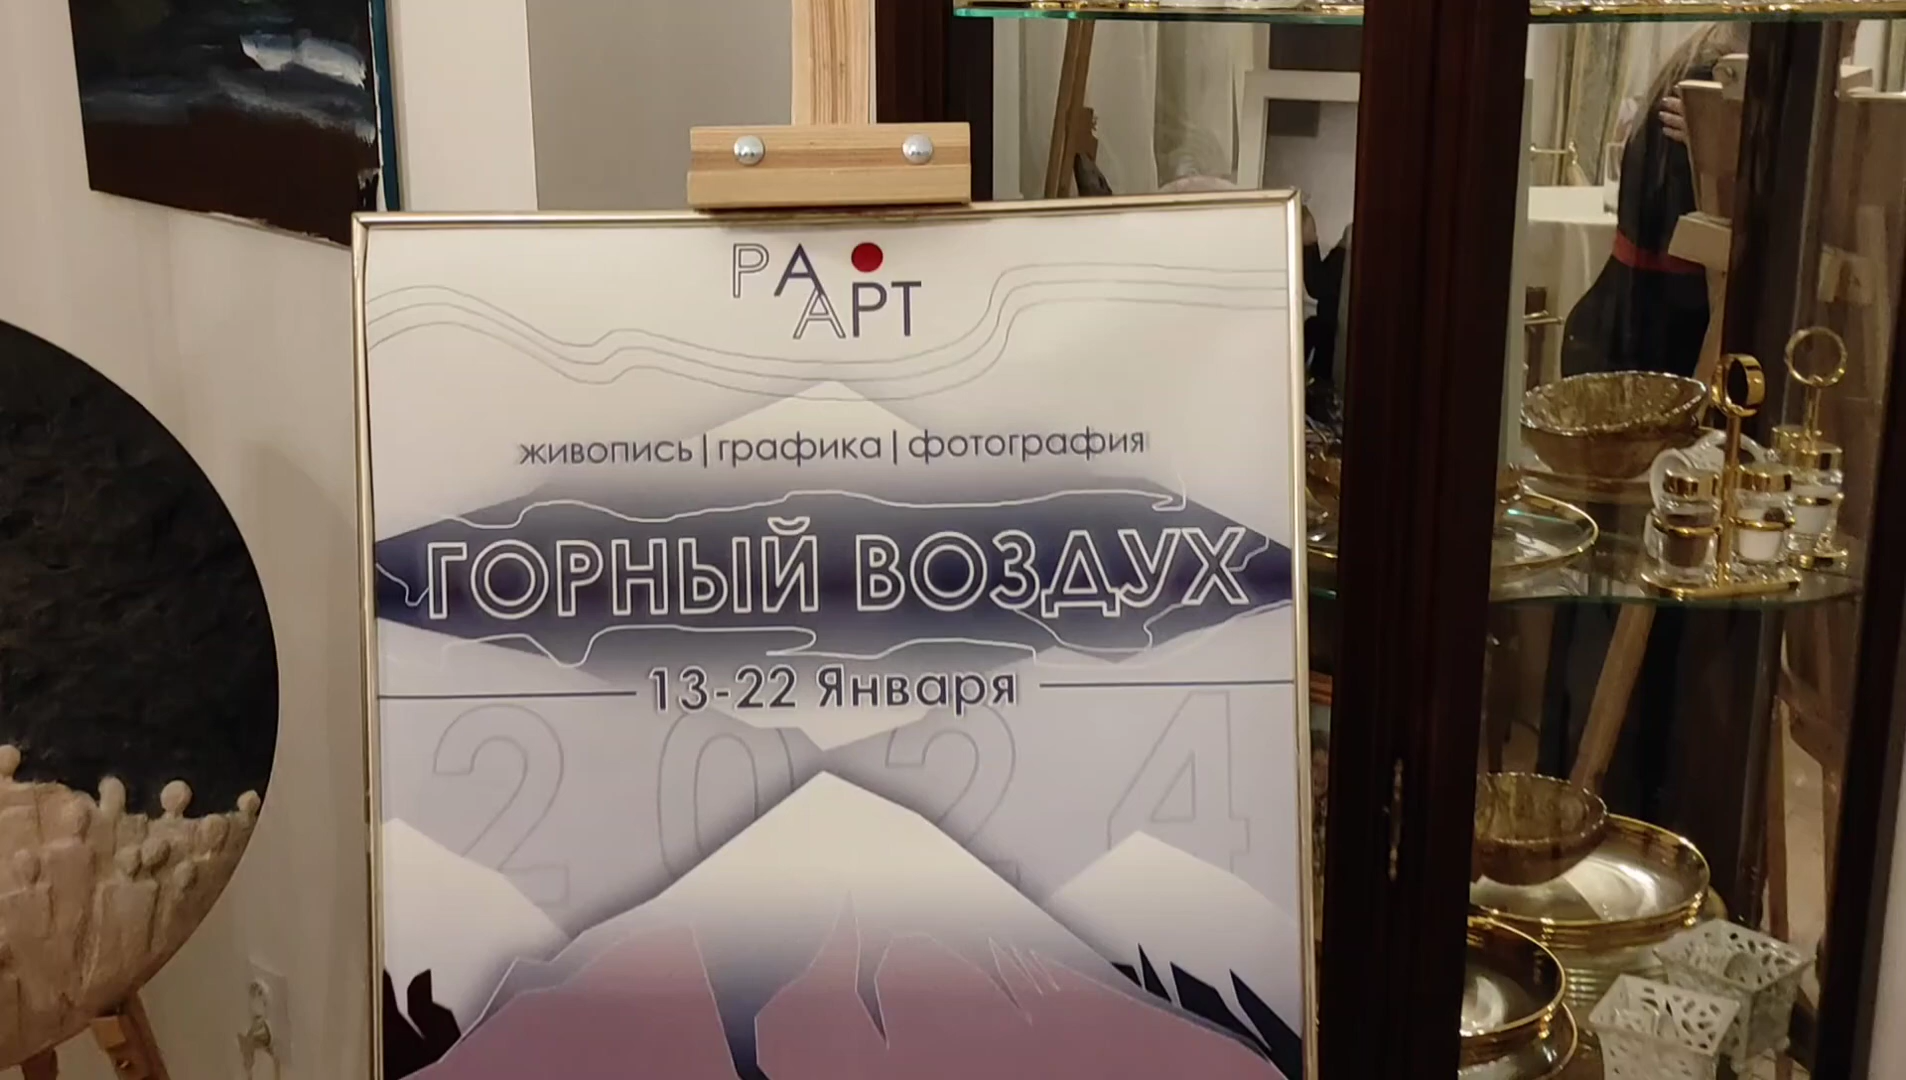 РА
АРТ
живопись|графика|фотография
ГОРНЫЙ ВОЗДУХ
13-22 Января
2024